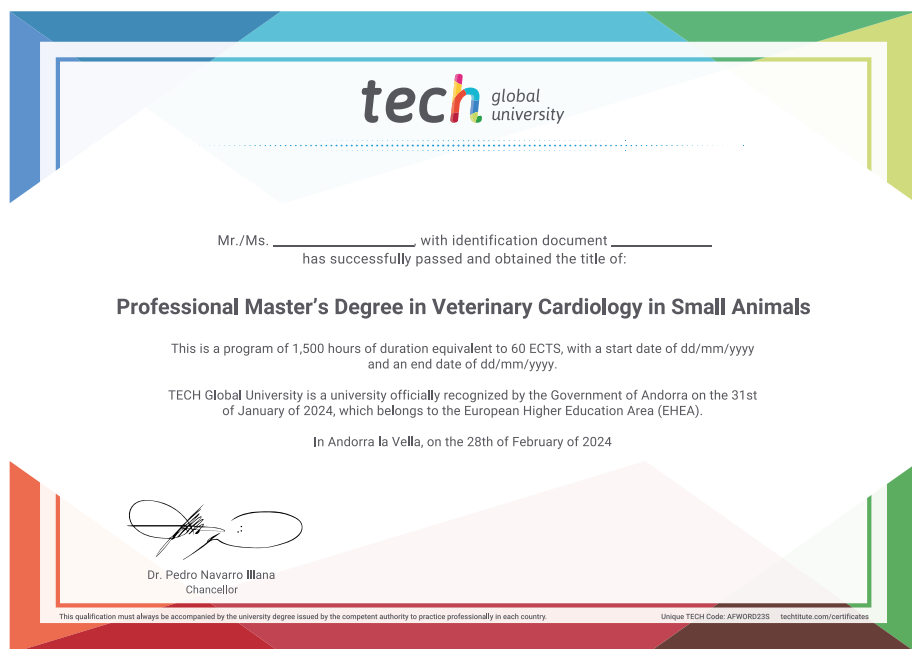 tech global university
Mr./Ms. ____________, with identification document ____________
has successfully passed and obtained the title of:
Professional Master's Degree in Veterinary Cardiology in Small Animals
This is a program of 1,500 hours of duration equivalent to 60 ECTS, with a start date of dd/mm/yyyy
and an end date of dd/mm/yyyy.
TECH Global University is a university officially recognized by the Government of Andorra on the 31st
of January of 2024, which belongs to the European Higher Education Area (EHEA).
In Andorra la Vella, on the 28th of February of 2024
Dr. Pedro Navarro Illana
Chancellor
This qualification must always be accompanied by the university degree issued by the competent authority to practice professionally in each country.
Unique TECH Code: AFWORD23S techtitute.com/certificates